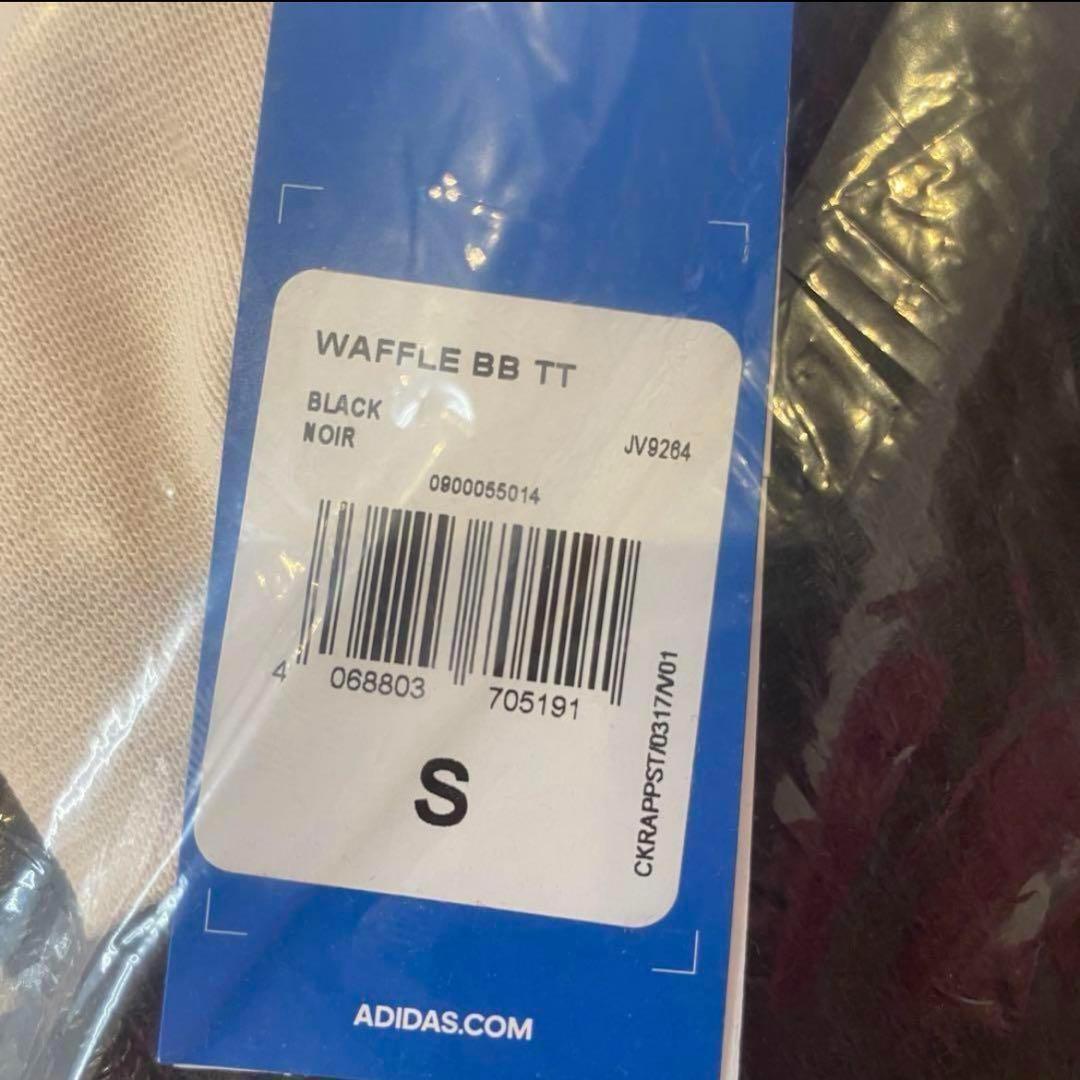 WAFFLE BB TT
BLACK
NOIR
JV9264
0900055014
4 068803 705191
S
CKRAPPST/0317/V01
ADIDAS.COM